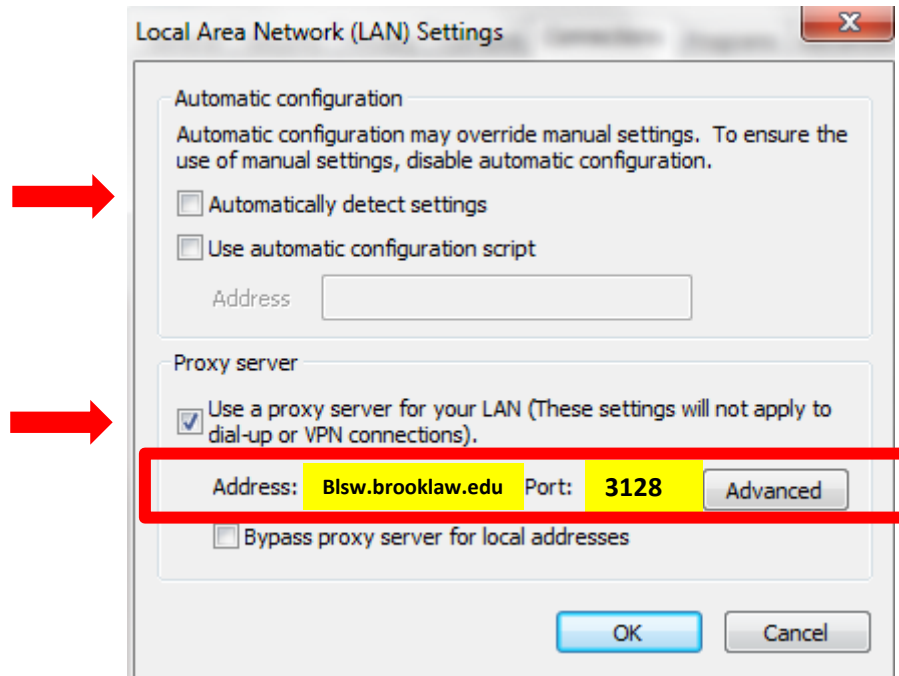 Local Area Network (LAN) Settings
Automatic configuration
Automatic configuration may override manual settings. To ensure the
use of manual settings, disable automatic configuration.
Automatically detect settings
Use automatic configuration script
Address
Proxy server
Use a proxy server for your LAN (These settings will not apply to
dial-up or VPN connections).
Address: Blsw.brooklaw.edu Port: 3128 Advanced
Bypass proxy server for local addresses
OK Cancel